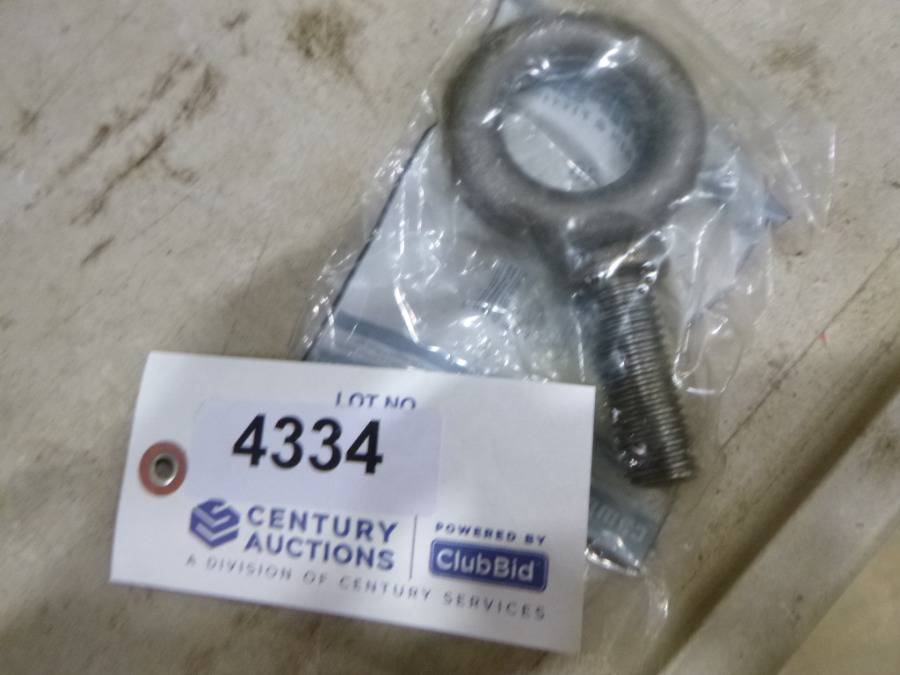 LOT NO
4334
CENTURY
AUCTIONS
POWERED BY
ClubBid
A DIVISION OF CENTURY SERVICES